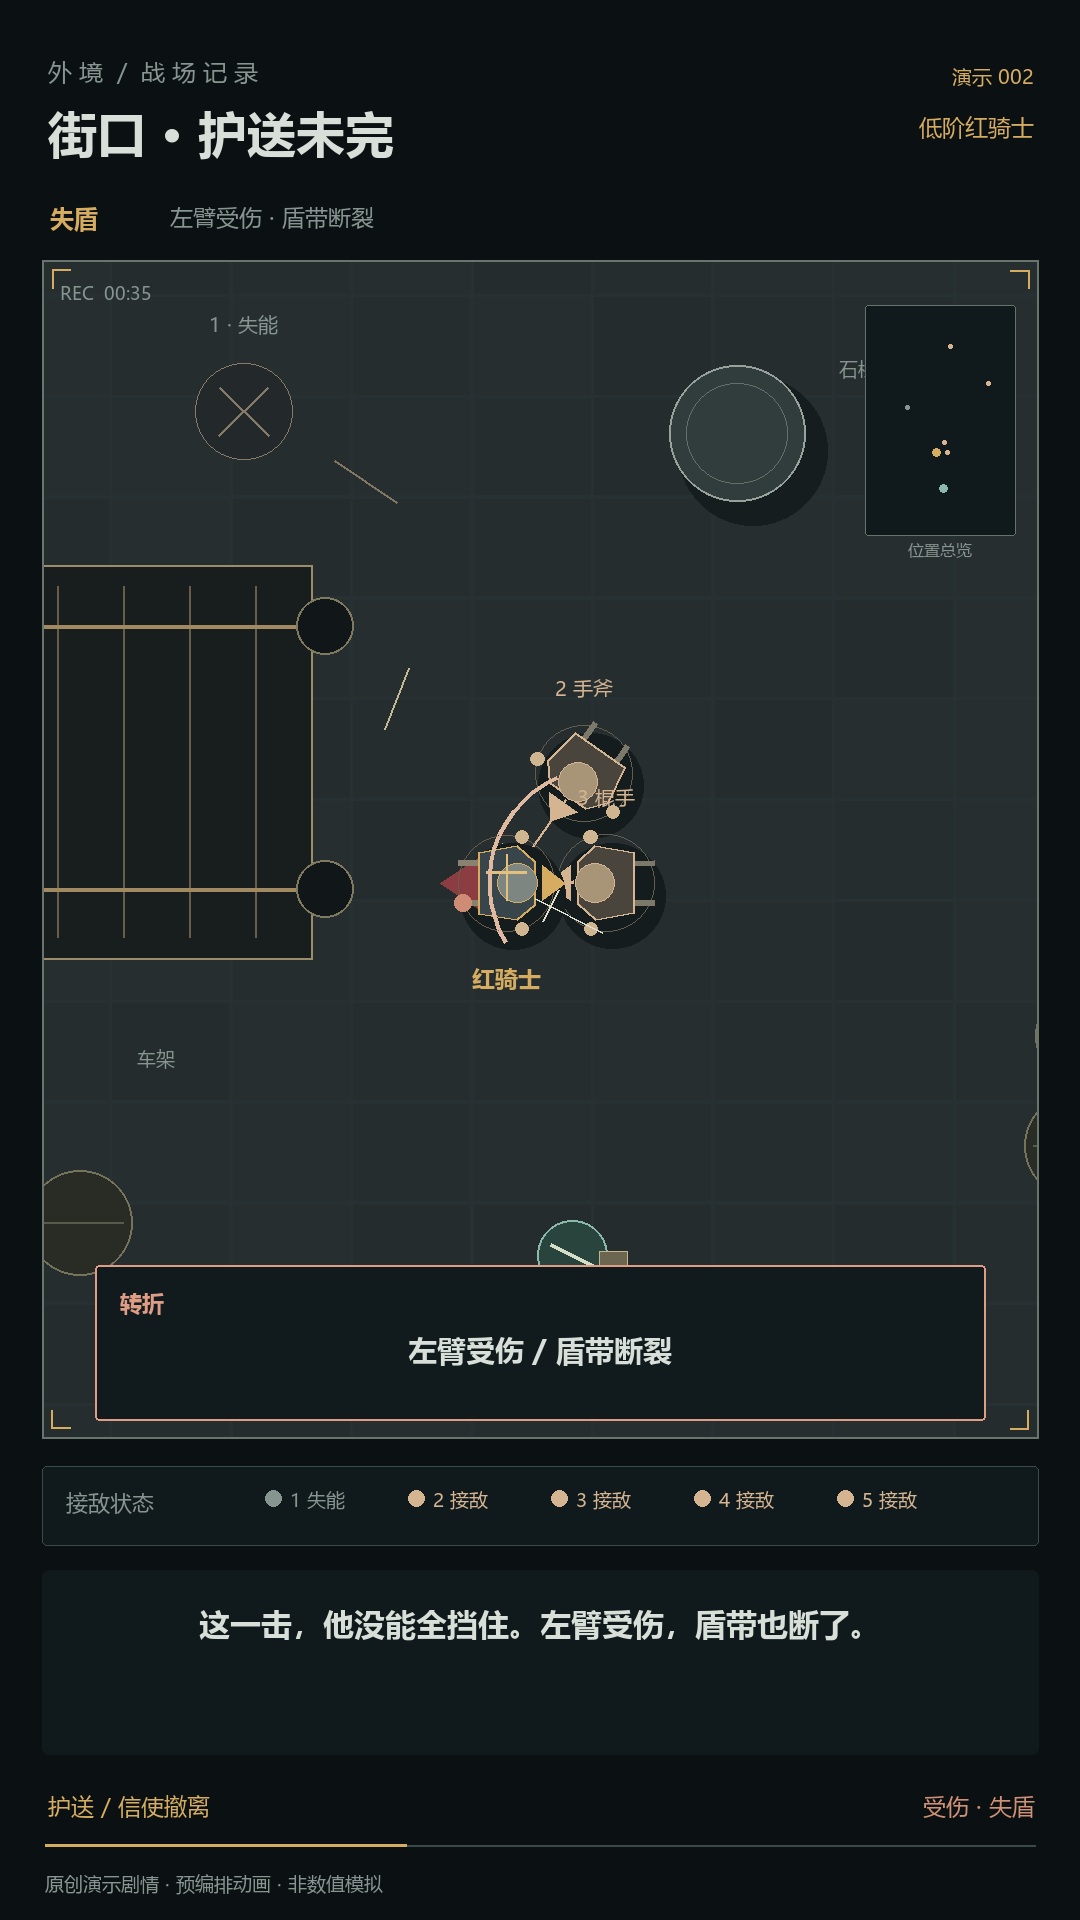 外境 / 战场记录
演示 002
街口·护送未完
低阶红骑士
失盾
左臂受伤 · 盾带断裂
REC 00:35
1 · 失能
位置总览
2 手斧
3 棍手
红骑士
车架
转折
左臂受伤 / 盾带断裂
接敌状态
1 失能
2 接敌
3 接敌
4 接敌
5 接敌
这一击，他没能全挡住。左臂受伤，盾带也断了。
护送 / 信使撤离
受伤 · 失盾
原创演示剧情 · 预编排动画 · 非数值模拟